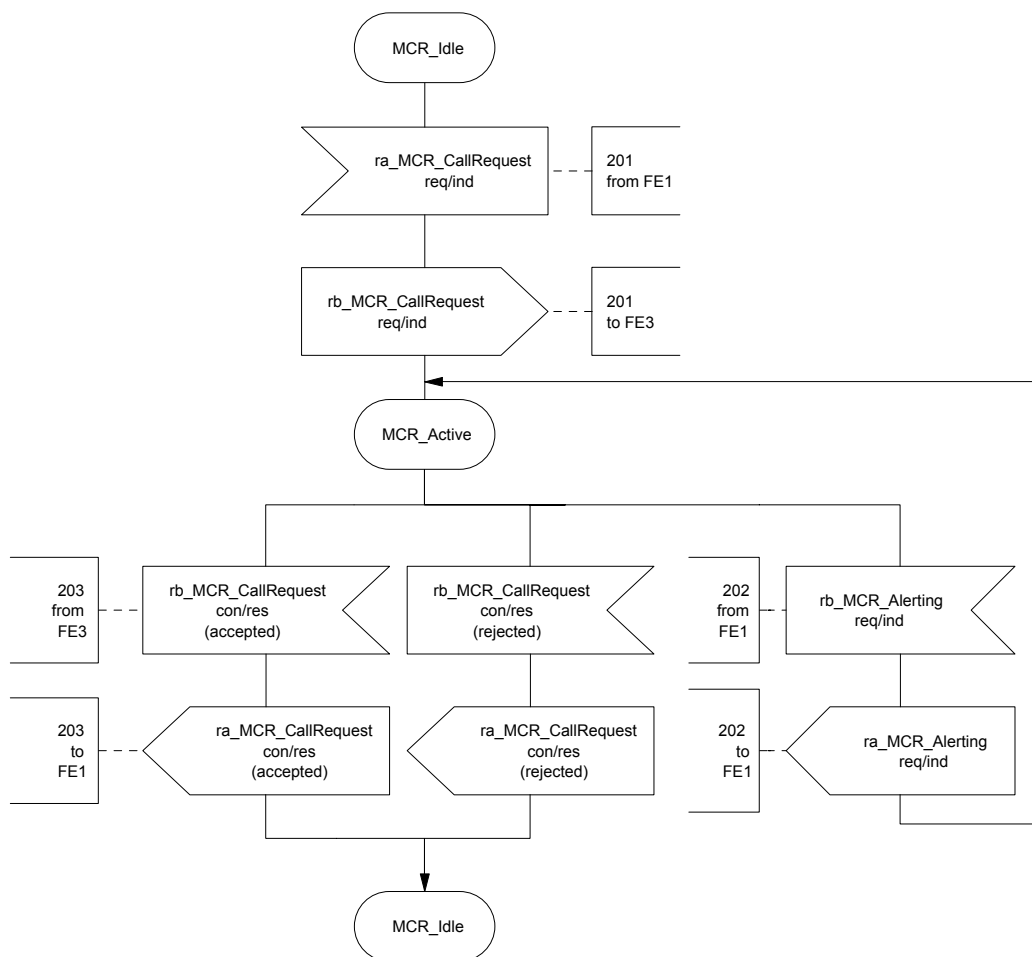 MCR_Idle
ra_MCR_CallRequest
req/ind
201
from FE1
rb_MCR_CallRequest
req/ind
201
to FE3
MCR_Active
203
from
FE3
rb_MCR_CallRequest
con/res
(accepted)
rb_MCR_CallRequest
con/res
(rejected)
202
from
FE1
rb_MCR_Alerting
req/ind
203
to
FE1
ra_MCR_CallRequest
con/res
(accepted)
ra_MCR_CallRequest
con/res
(rejected)
202
to
FE1
ra_MCR_Alerting
req/ind
MCR_Idle